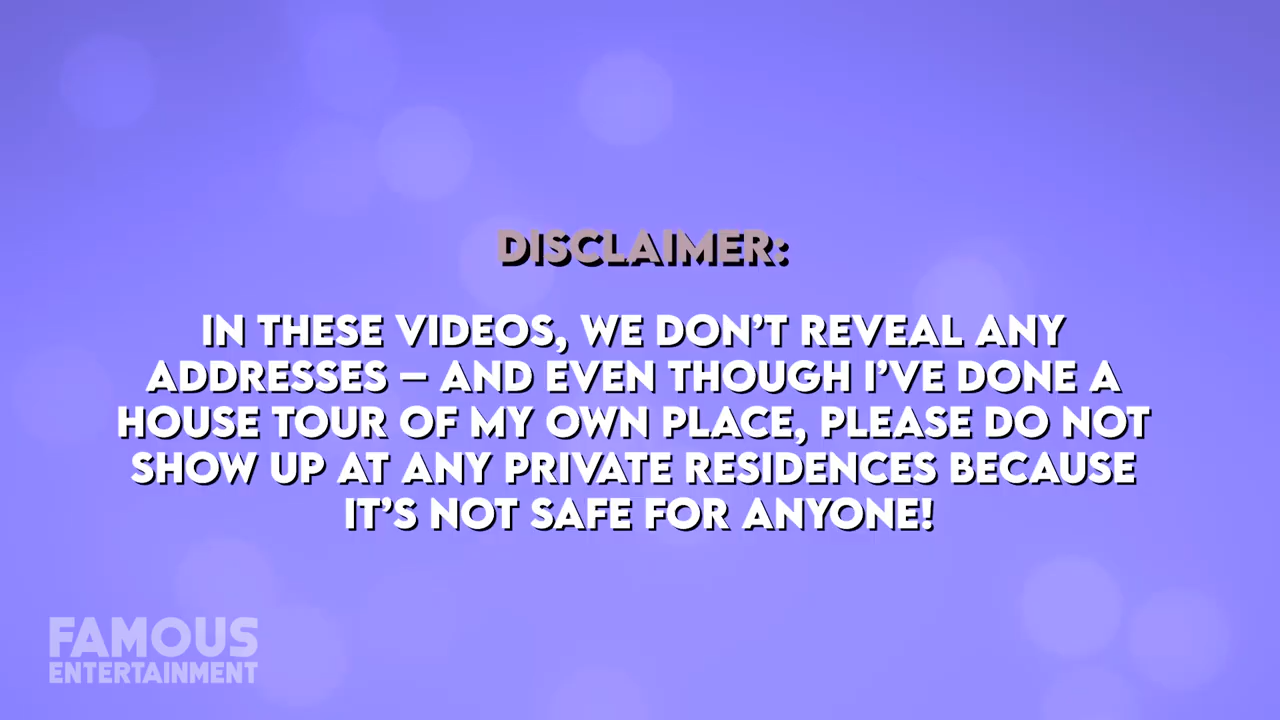 DISCLAIMER:
IN THESE VIDEOS, WE DON'T REVEAL ANY
ADDRESSES – AND EVEN THOUGH I'VE DONE A
HOUSE TOUR OF MY OWN PLACE, PLEASE DO NOT
SHOW UP AT ANY PRIVATE RESIDENCES BECAUSE
IT'S NOT SAFE FOR ANYONE!
FAMOUS
ENTERTAINMENT